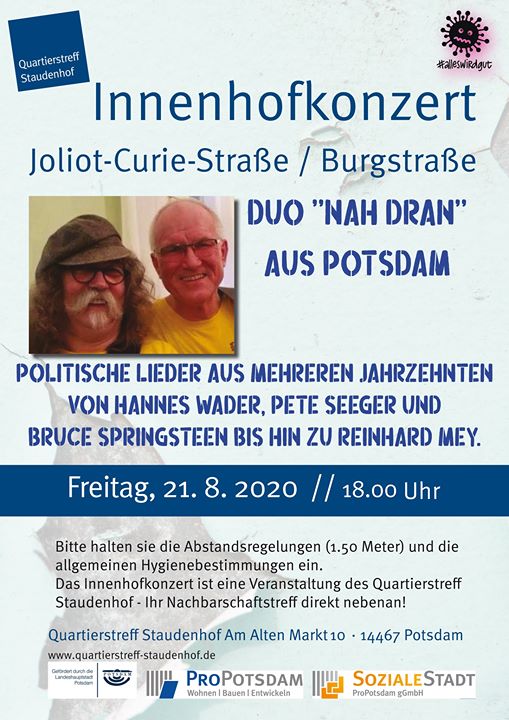 Quartierstreff
Staudenhof
#alleswirdgut
Innenhofkonzert
Joliot-Curie-Straße / Burgstraße
DUO "NAH DRAN"
AUS POTSDAM
POLITISCHE LIEDER AUS MEHREREN JAHRZEHNTEN
VON HANNES WADER, PETE SEEGER UND
BRUCE SPRINGSTEEN BIS HIN ZU REINHARD MEY.
Freitag, 21. 8. 2020 // 18.00 Uhr
Bitte halten sie die Abstandsregelungen (1.50 Meter) und die
allgemeinen Hygienebestimmungen ein.
Das Innenhofkonzert ist eine Veranstaltung des Quartierstreff
Staudenhof - Ihr Nachbarschaftstreff direkt nebenan!
Quartierstreff Staudenhof Am Alten Markt 10 · 14467 Potsdam
www.quartierstreff-staudenhof.de
Gefördert durch die
Landeshauptstadt
Potsdam
PROPOTSDAM
Wohnen | Bauen | Entwickeln
SOZIALESTADT
ProPotsdam gGmbH